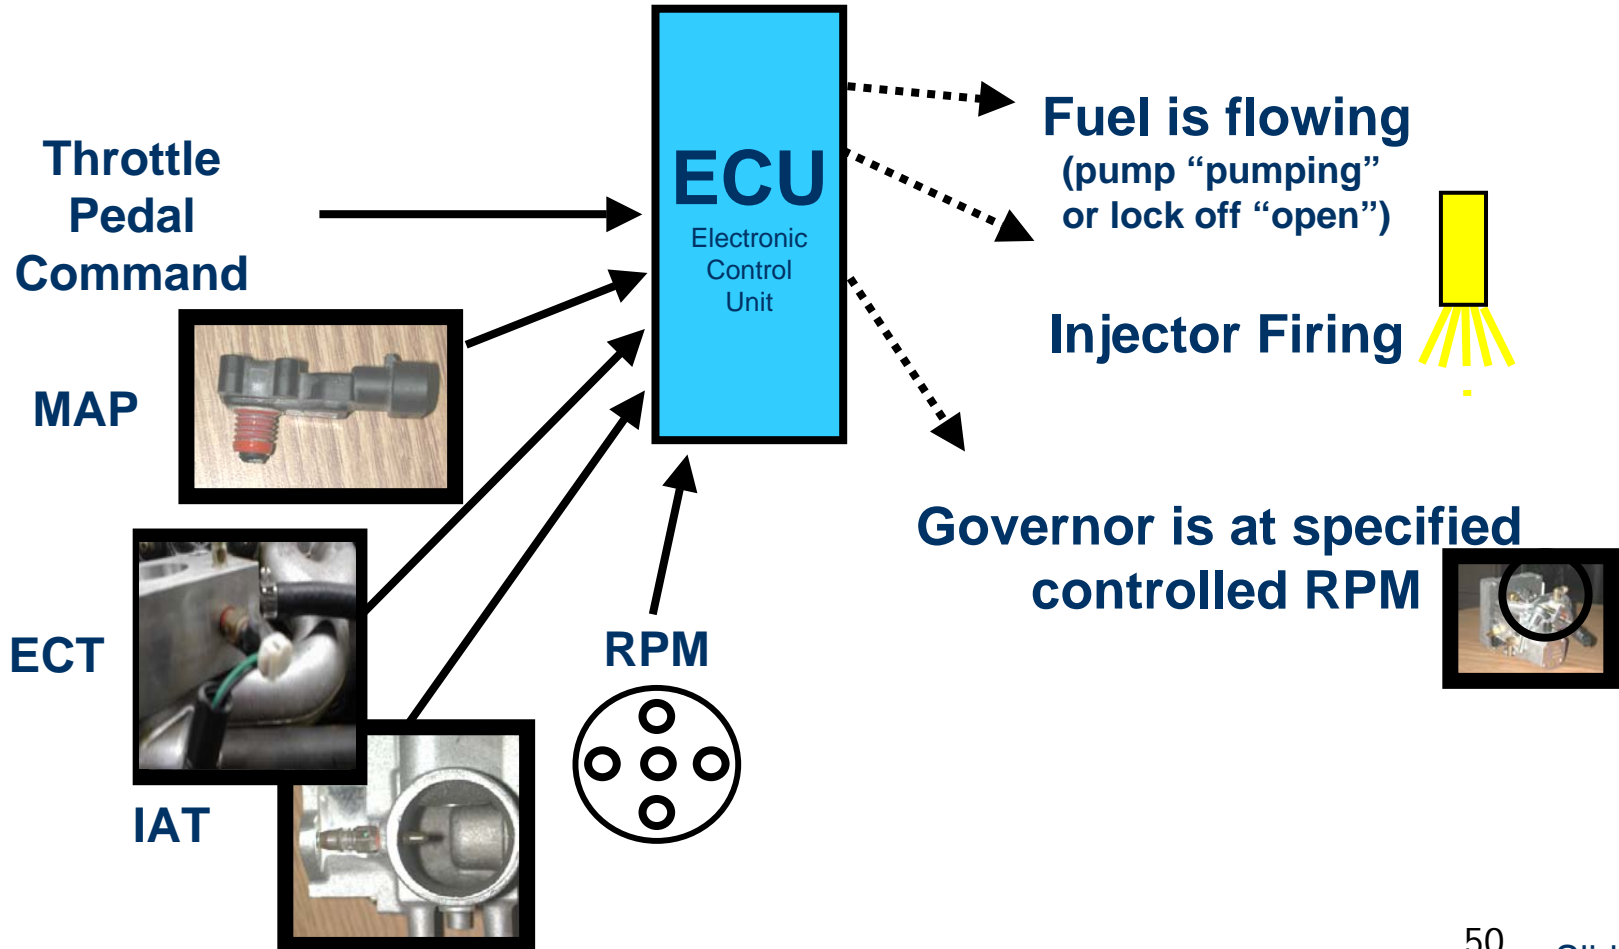 Throttle
Pedal
Command
MAP
ECT
IAT
RPM
ECU
Electronic
Control
Unit
Fuel is flowing
(pump “pumping”
or lock off “open”)
Injector Firing
Governor is at specified
controlled RPM
50